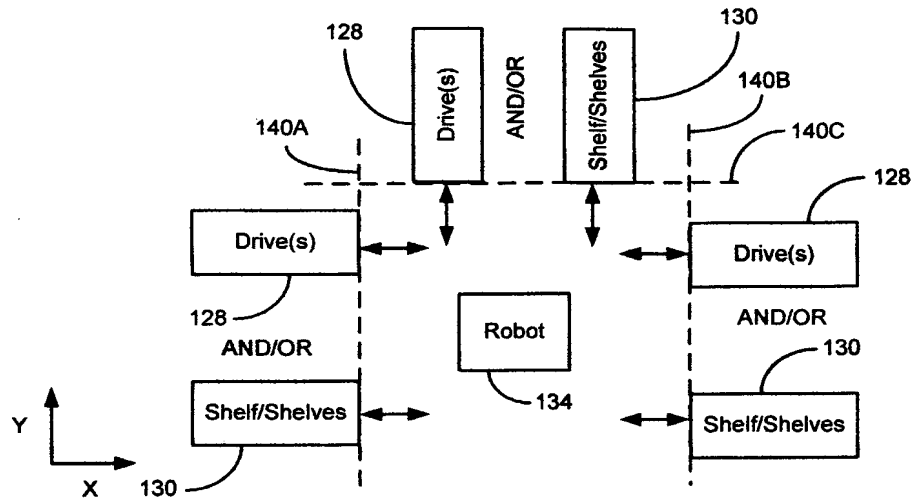 130
128
Drive(s)
AND/OR
Shelf/Shelves
140B
140A
140C
128
Drive(s)
Drive(s)
128
Robot
AND/OR
AND/OR
130
134
Shelf/Shelves
Shelf/Shelves
Y
X
130